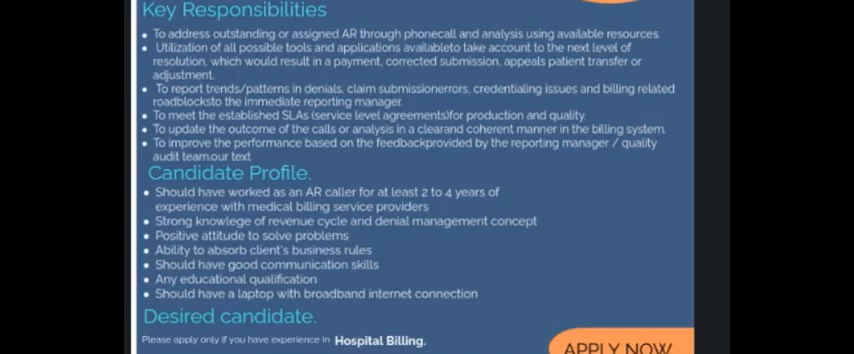 Key Responsibilities
• To address outstanding or assigned AR through phonecall and analysis using available resources.
• Utilization of all possible tools and applications availableto take account to the next level of
resolution, which would result in a payment, corrected submission, appeals patient transfer or
adjustment.
• To report trends/patterns in denials, claim submissionerrors, credentialing issues and billing related
roadblocksto the immediate reporting manager.
• To meet the established SLAs (service level agreements)for production and quality.
• To update the outcome of the calls or analysis in a clearand coherent manner in the billing system.
• To improve the performance based on the feedbackprovided by the reporting manager / quality
audit team.our text
Candidate Profile.
• Should have worked as an AR caller for at least 2 to 4 years of
experience with medical billing service providers
• Strong knowlege of revenue cycle and denial management concept
• Positive attitude to solve problems
• Ability to absorb client's business rules
• Should have good communication skills
• Any educational qualification
• Should have a laptop with broadband internet connection
Desired candidate.
Please apply only if you have experience in Hospital Billing.
APPLY NOW